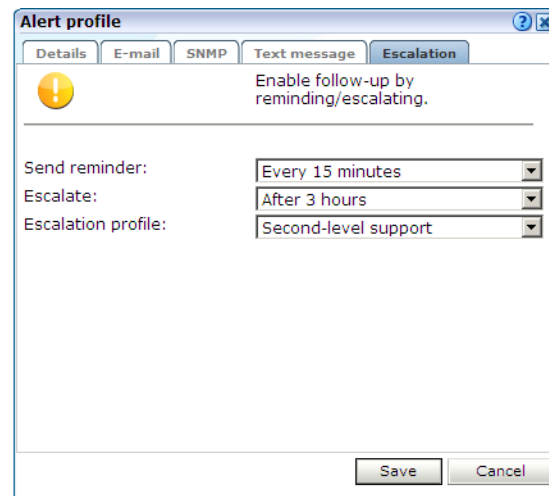 Alert profile
Details E-mail SNMP Text message Escalation
Enable follow-up by
reminding/escalating.
Send reminder: Every 15 minutes
Escalate: After 3 hours
Escalation profile: Second-level support
Save Cancel